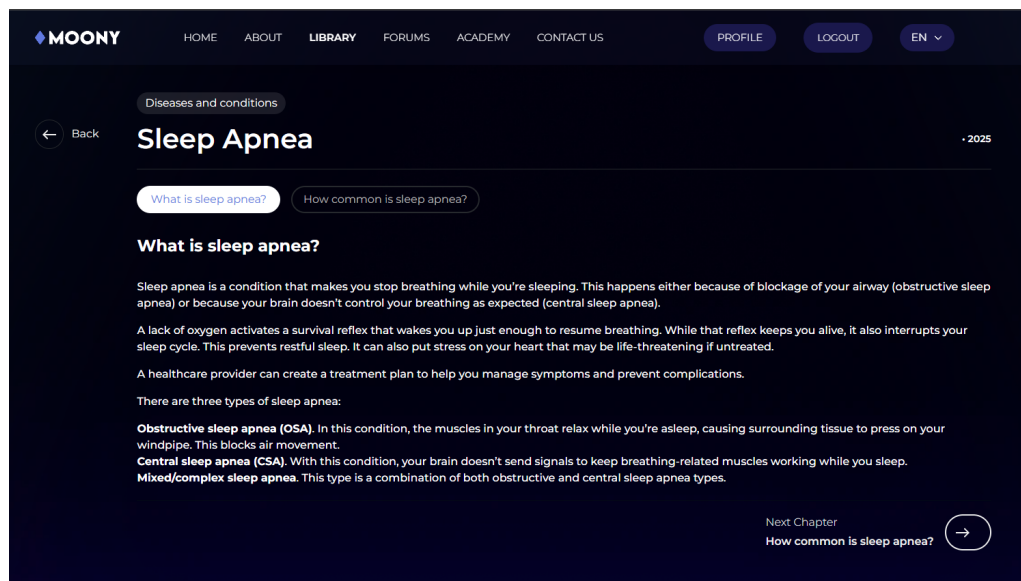 MOONY
HOME ABOUT LIBRARY FORUMS ACADEMY CONTACT US PROFILE LOGOUT EN
Diseases and conditions
Back
Sleep Apnea
• 2025
What is sleep apnea? How common is sleep apnea?
What is sleep apnea?
Sleep apnea is a condition that makes you stop breathing while you’re sleeping. This happens either because of blockage of your airway (obstructive sleep
apnea) or because your brain doesn’t control your breathing as expected (central sleep apnea).
A lack of oxygen activates a survival reflex that wakes you up just enough to resume breathing. While that reflex keeps you alive, it also interrupts your
sleep cycle. This prevents restful sleep. It can also put stress on your heart that may be life-threatening if untreated.
A healthcare provider can create a treatment plan to help you manage symptoms and prevent complications.
There are three types of sleep apnea:
Obstructive sleep apnea (OSA). In this condition, the muscles in your throat relax while you’re asleep, causing surrounding tissue to press on your
windpipe. This blocks air movement.
Central sleep apnea (CSA). With this condition, your brain doesn’t send signals to keep breathing-related muscles working while you sleep.
Mixed/complex sleep apnea. This type is a combination of both obstructive and central sleep apnea types.
Next Chapter
How common is sleep apnea?